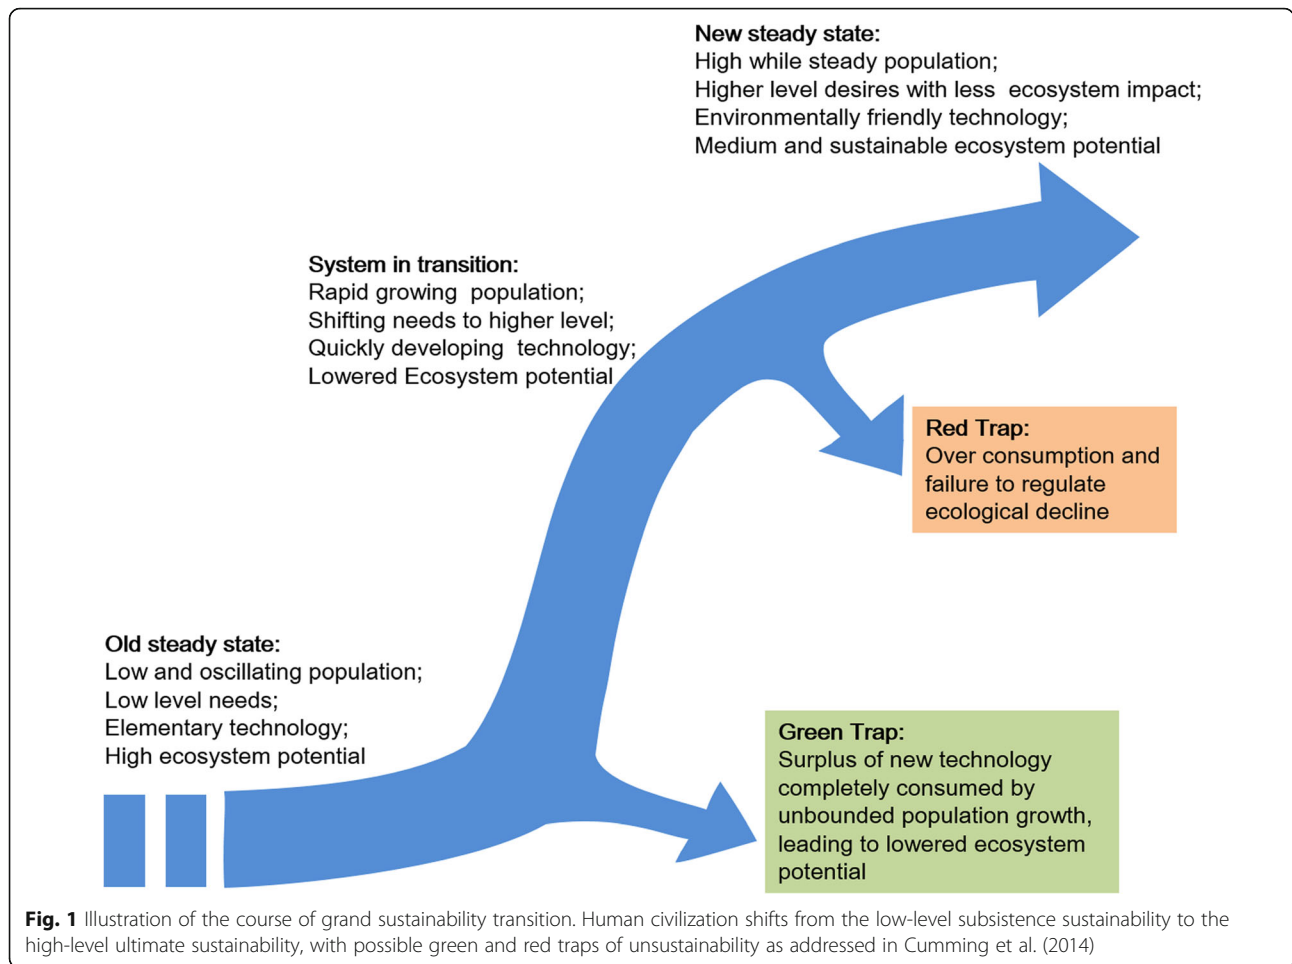 New steady state:
High while steady population;
Higher level desires with less ecosystem impact;
Environmentally friendly technology;
Medium and sustainable ecosystem potential
System in transition:
Rapid growing population;
Shifting needs to higher level;
Quickly developing technology;
Lowered Ecosystem potential
Red Trap:
Over consumption and
failure to regulate
ecological decline
Old steady state:
Low and oscillating population;
Low level needs;
Elementary technology;
High ecosystem potential
Green Trap:
Surplus of new technology
completely consumed by
unbounded population growth,
leading to lowered ecosystem
potential
Fig. 1 Illustration of the course of grand sustainability transition. Human civilization shifts from the low-level subsistence sustainability to the
high-level ultimate sustainability, with possible green and red traps of unsustainability as addressed in Cumming et al. (2014)